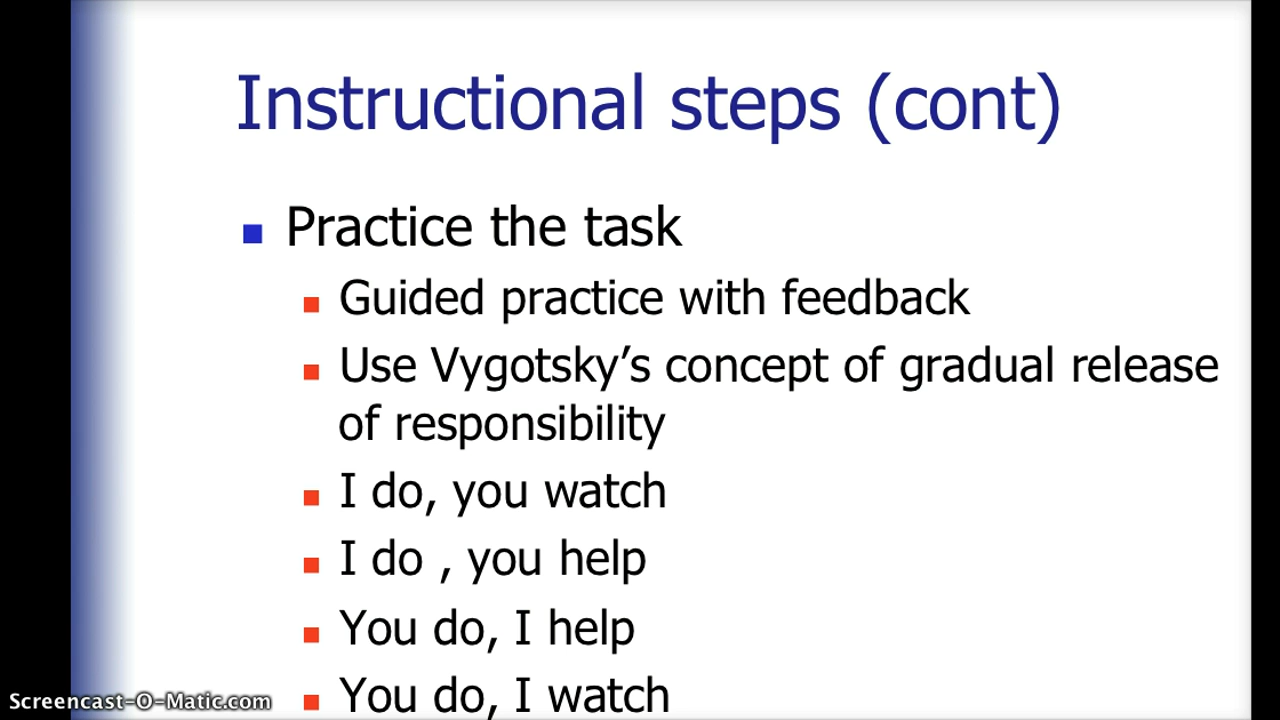 Instructional steps (cont)
Practice the task
Guided practice with feedback
Use Vygotsky’s concept of gradual release
of responsibility
I do, you watch
I do , you help
You do, I help
You do, I watch
Screencast-O-Matic.com